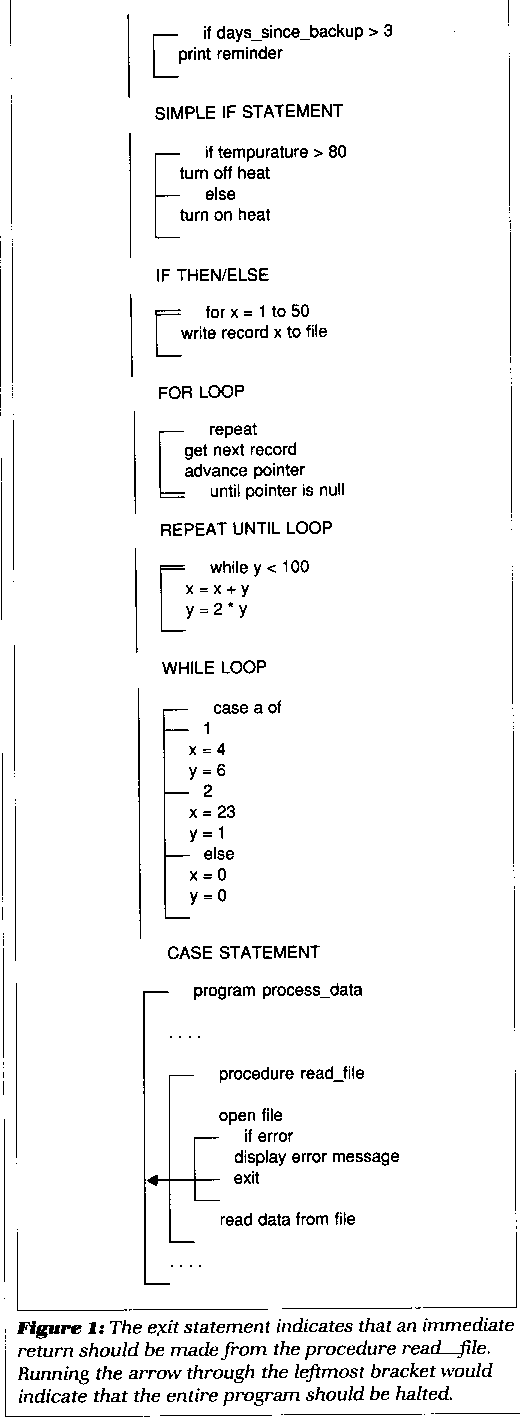 if days_since_backup > 3
print reminder
SIMPLE IF STATEMENT
if tempurature > 80
turn off heat
else
turn on heat
IF THEN/ELSE
for x = 1 to 50
write record x to file
FOR LOOP
repeat
get next record
advance pointer
until pointer is null
REPEAT UNTIL LOOP
while y < 100
x = x + y
y = 2 * y
WHILE LOOP
case a of
1
x = 4
y = 6
2
x = 23
y = 1
else
x = 0
y = 0
CASE STATEMENT
program process_data
. . . .
procedure read_file
open file
if error
display error message
exit
read data from file
. . . .
Figure 1: The exit statement indicates that an immediate
return should be made from the procedure read_file.
Running the arrow through the leftmost bracket would
indicate that the entire program should be halted.